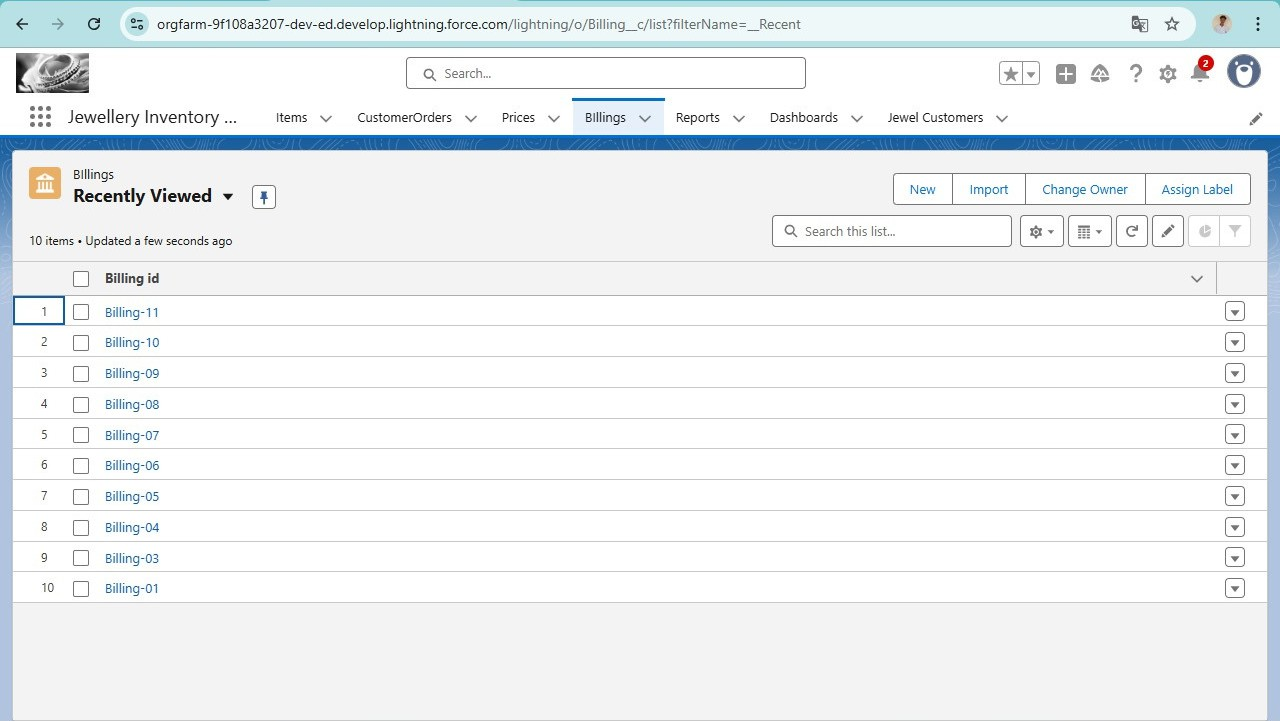 orgfarm-9f108a3207-dev-ed.develop.lightning.force.com/lightning/o/Billing__c/list?filterName=__Recent
Search...
2
Jewellery Inventory ...
Items
CustomerOrders
Prices
BIllings
Reports
Dashboards
Jewel Customers
BIllings
Recently Viewed
New
Import
Change Owner
Assign Label
10 items • Updated a few seconds ago
Search this list...
Billing id
1 Billing-11
2 Billing-10
3 Billing-09
4 Billing-08
5 Billing-07
6 Billing-06
7 Billing-05
8 Billing-04
9 Billing-03
10 Billing-01